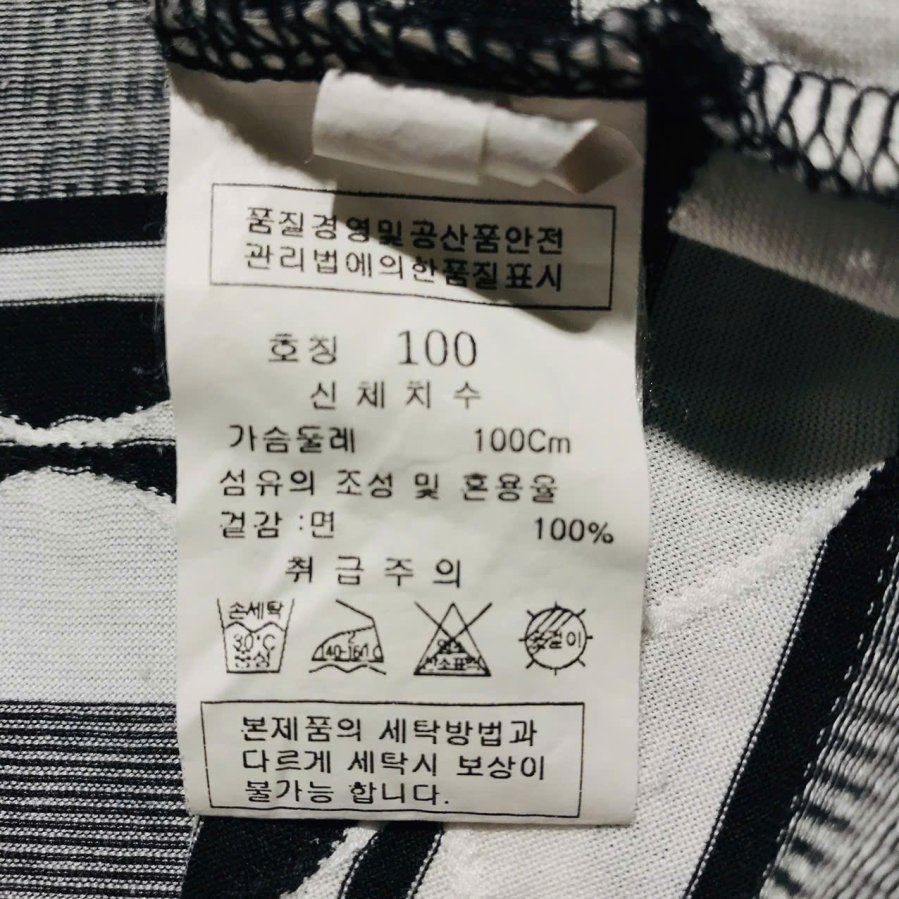 품질경영및공산품안전
관리법에의한품질표시
호칭 100
신체치수
가슴둘레 100Cm
섬유의 조성 및 혼용율
겉감 : 면 100%
취급주의
손세탁
30°C
옷걸이
본제품의 세탁방법과
다르게 세탁시 보상이
불가능 합니다.